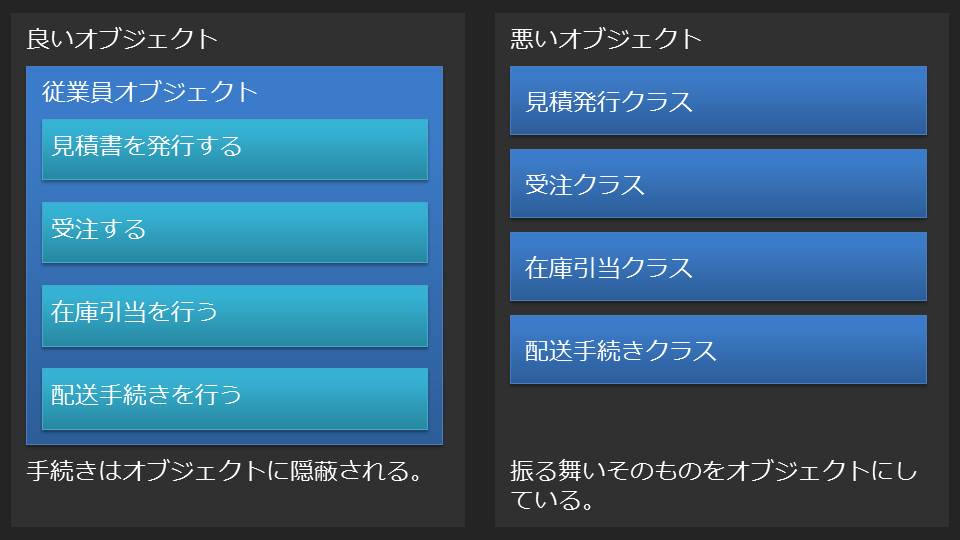 良いオブジェクト
従業員オブジェクト
見積書を発行する
受注する
在庫引当を行う
配送手続きを行う
手続きはオブジェクトに隠蔽される。
悪いオブジェクト
見積発行クラス
受注クラス
在庫引当クラス
配送手続きクラス
振る舞いそのものをオブジェクトにし
ている。